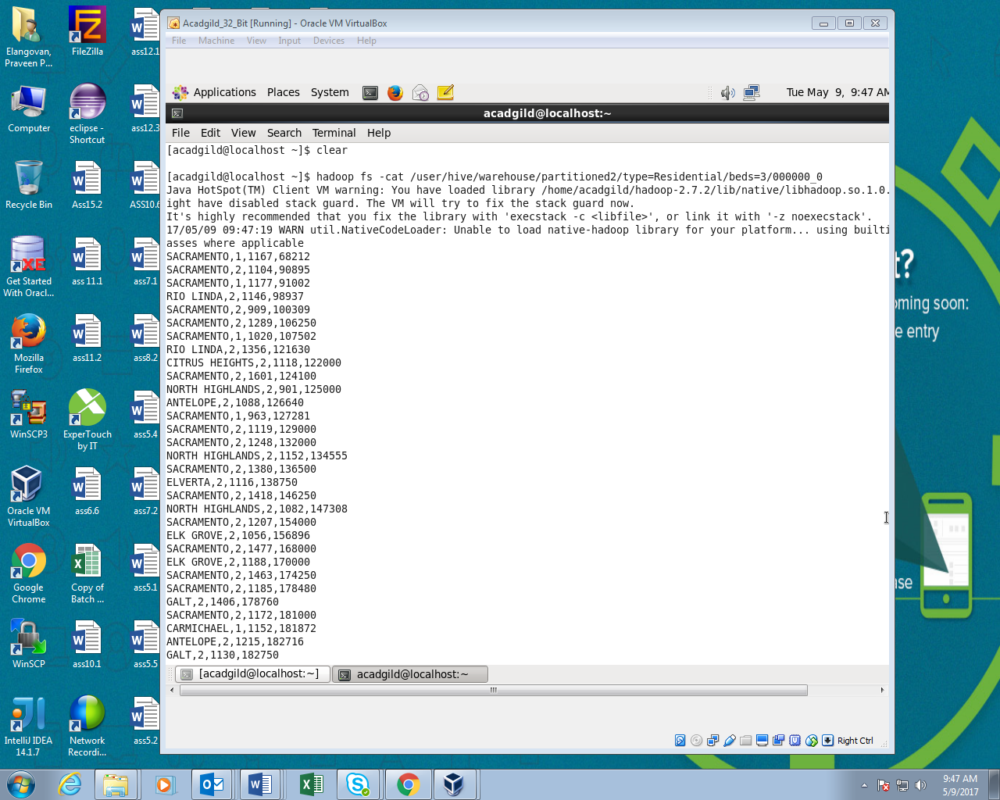 Acadgild_32_Bit [Running] - Oracle VM VirtualBox
File Machine View Input Devices Help
Applications Places System
Tue May 9, 9:47 AM
acadgild@localhost:~
File Edit View Search Terminal Help
[acadgild@localhost ~]$ clear
[acadgild@localhost ~]$ hadoop fs -cat /user/hive/warehouse/partitioned2/type=Residential/beds=3/000000_0
Java HotSpot(TM) Client VM warning: You have loaded library /home/acadgild/hadoop-2.7.2/lib/native/libhadoop.so.1.0.
ight have disabled stack guard. The VM will try to fix the stack guard now.
It's highly recommended that you fix the library with 'execstack -c <libfile>', or link it with '-z noexecstack'.
17/05/09 09:47:19 WARN util.NativeCodeLoader: Unable to load native-hadoop library for your platform... using builti
asses where applicable
SACRAMENTO,1,1167,68212
SACRAMENTO,2,1104,90895
SACRAMENTO,1,1177,91002
RIO LINDA,2,1146,98937
SACRAMENTO,2,909,100309
SACRAMENTO,2,1289,106250
SACRAMENTO,1,1020,107502
RIO LINDA,2,1356,121630
CITRUS HEIGHTS,2,1118,122000
SACRAMENTO,2,1601,124100
NORTH HIGHLANDS,2,901,125000
ANTELOPE,2,1088,126640
SACRAMENTO,1,963,127281
SACRAMENTO,2,1119,129000
SACRAMENTO,2,1248,132000
NORTH HIGHLANDS,2,1152,134555
SACRAMENTO,2,1380,136500
ELVERTA,2,1116,138750
SACRAMENTO,2,1418,146250
NORTH HIGHLANDS,2,1082,147308
SACRAMENTO,2,1207,154000
ELK GROVE,2,1056,156896
SACRAMENTO,2,1477,168000
ELK GROVE,2,1188,170000
SACRAMENTO,2,1463,174250
SACRAMENTO,2,1185,178480
GALT,2,1406,178760
SACRAMENTO,2,1172,181000
CARMICHAEL,1,1152,181872
ANTELOPE,2,1215,182716
GALT,2,1130,182750
[acadgild@localhost:~]
acadgild@localhost:~
Right Ctrl
Elangovan,
Praveen P...
FileZilla
ass12.1
Computer
eclipse -
Shortcut
ass12.3
Recycle Bin
Ass15.2
ASS10.6
Get Started
With Oracl...
ass 11.1
ass7.1
Mozilla
Firefox
ass11.2
ass8.2
WinSCP3
ExperTouch
by IT
ass5.4
Oracle VM
VirtualBox
ass6.6
ass7.2
Google
Chrome
Copy of
Batch ...
ass5.1
WinSCP
ass10.1
ass5.5
IntelliJ IDEA
14.1.7
Network
Recordi...
ass5.2
t?
oming soon:
e entry
ase
9:47 AM
5/9/2017